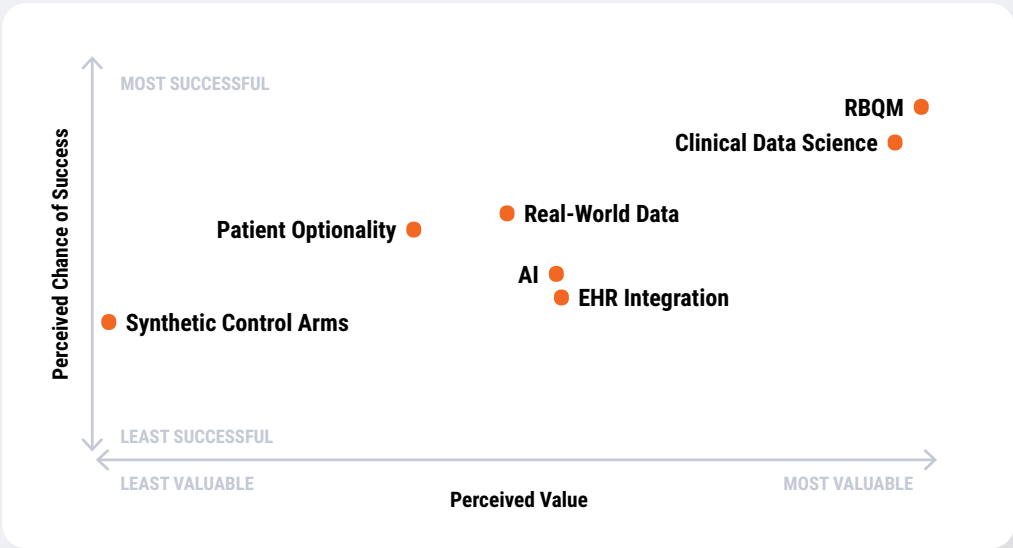 MOST SUCCESSFUL
RBQM
Clinical Data Science
Real-World Data
Patient Optionality
AI
EHR Integration
Synthetic Control Arms
Perceived Chance of Success
LEAST SUCCESSFUL
LEAST VALUABLE
MOST VALUABLE
Perceived Value